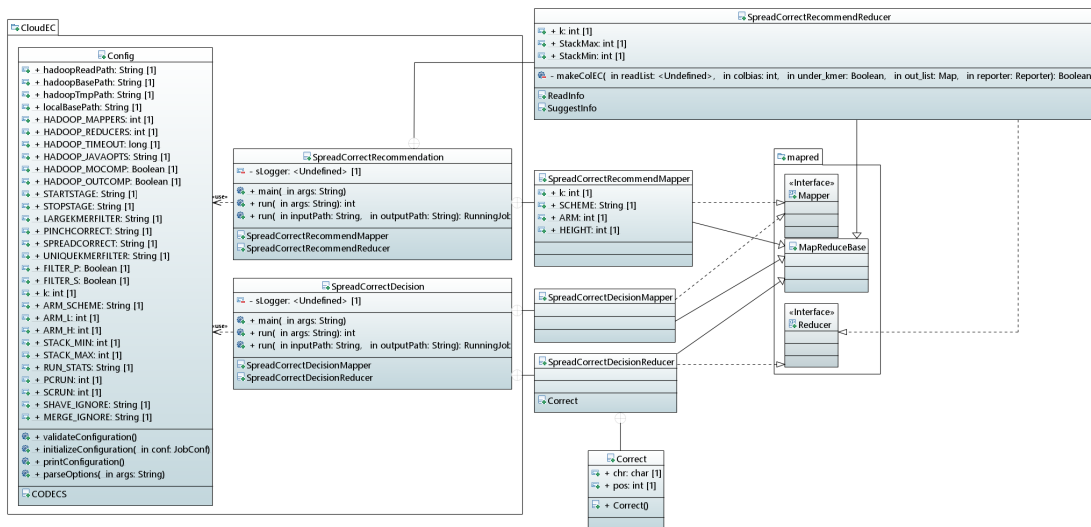 CloudEC
Config
+ hadoopReadPath: String [1]
+ hadoopBasePath: String [1]
+ hadoopTmpPath: String [1]
+ localBasePath: String [1]
+ HADOOP_MAPPERS: int [1]
+ HADOOP_REDUCERS: int [1]
+ HADOOP_TIMEOUT: long [1]
+ HADOOP_JAVAOPTS: String [1]
+ HADOOP_MOCOMP: Boolean [1]
+ HADOOP_OUTCOMP: Boolean [1]
+ STARTSTAGE: String [1]
+ STOPSTAGE: String [1]
+ LARGEKMERFILTER: String [1]
+ PINCHCORRECT: String [1]
+ SPREADCORRECT: String [1]
+ UNIQUEKMERFILTER: String [1]
+ FILTER_P: Boolean [1]
+ FILTER_S: Boolean [1]
+ k: int [1]
+ ARM_SCHEME: String [1]
+ ARM_L: int [1]
+ ARM_H: int [1]
+ STACK_MIN: int [1]
+ STACK_MAX: int [1]
+ RUN_STATS: String [1]
+ PCRUN: int [1]
+ SCRUN: int [1]
+ SHAVE_IGNORE: String [1]
+ MERGE_IGNORE: String [1]
+ validateConfiguration()
+ initializeConfiguration( in conf: JobConf)
+ printConfiguration()
+ parseOptions( in args: String)
CODECS
«use»
«use»
SpreadCorrectRecommendation
- sLogger: <Undefined> [1]
+ main( in args: String)
+ run( in args: String): int
+ run( in inputPath: String, in outputPath: String): RunningJob
SpreadCorrectRecommendMapper
SpreadCorrectRecommendReducer
SpreadCorrectDecision
- sLogger: <Undefined> [1]
+ main( in args: String)
+ run( in args: String): int
+ run( in inputPath: String, in outputPath: String): RunningJob
SpreadCorrectDecisionMapper
SpreadCorrectDecisionReducer
SpreadCorrectRecommendReducer
+ k: int [1]
+ StackMax: int [1]
+ StackMin: int [1]
- makeColEC( in readList: <Undefined>, in colbias: int, in under_kmer: Boolean, in out_list: Map, in reporter: Reporter): Boolean
ReadInfo
SuggestInfo
SpreadCorrectRecommendMapper
+ k: int [1]
+ SCHEME: String [1]
+ ARM: int [1]
+ HEIGHT: int [1]
SpreadCorrectDecisionMapper
SpreadCorrectDecisionReducer
Correct
Correct
+ chr: char [1]
+ pos: int [1]
+ Correct()
mapred
«Interface»
Mapper
MapReduceBase
«Interface»
Reducer